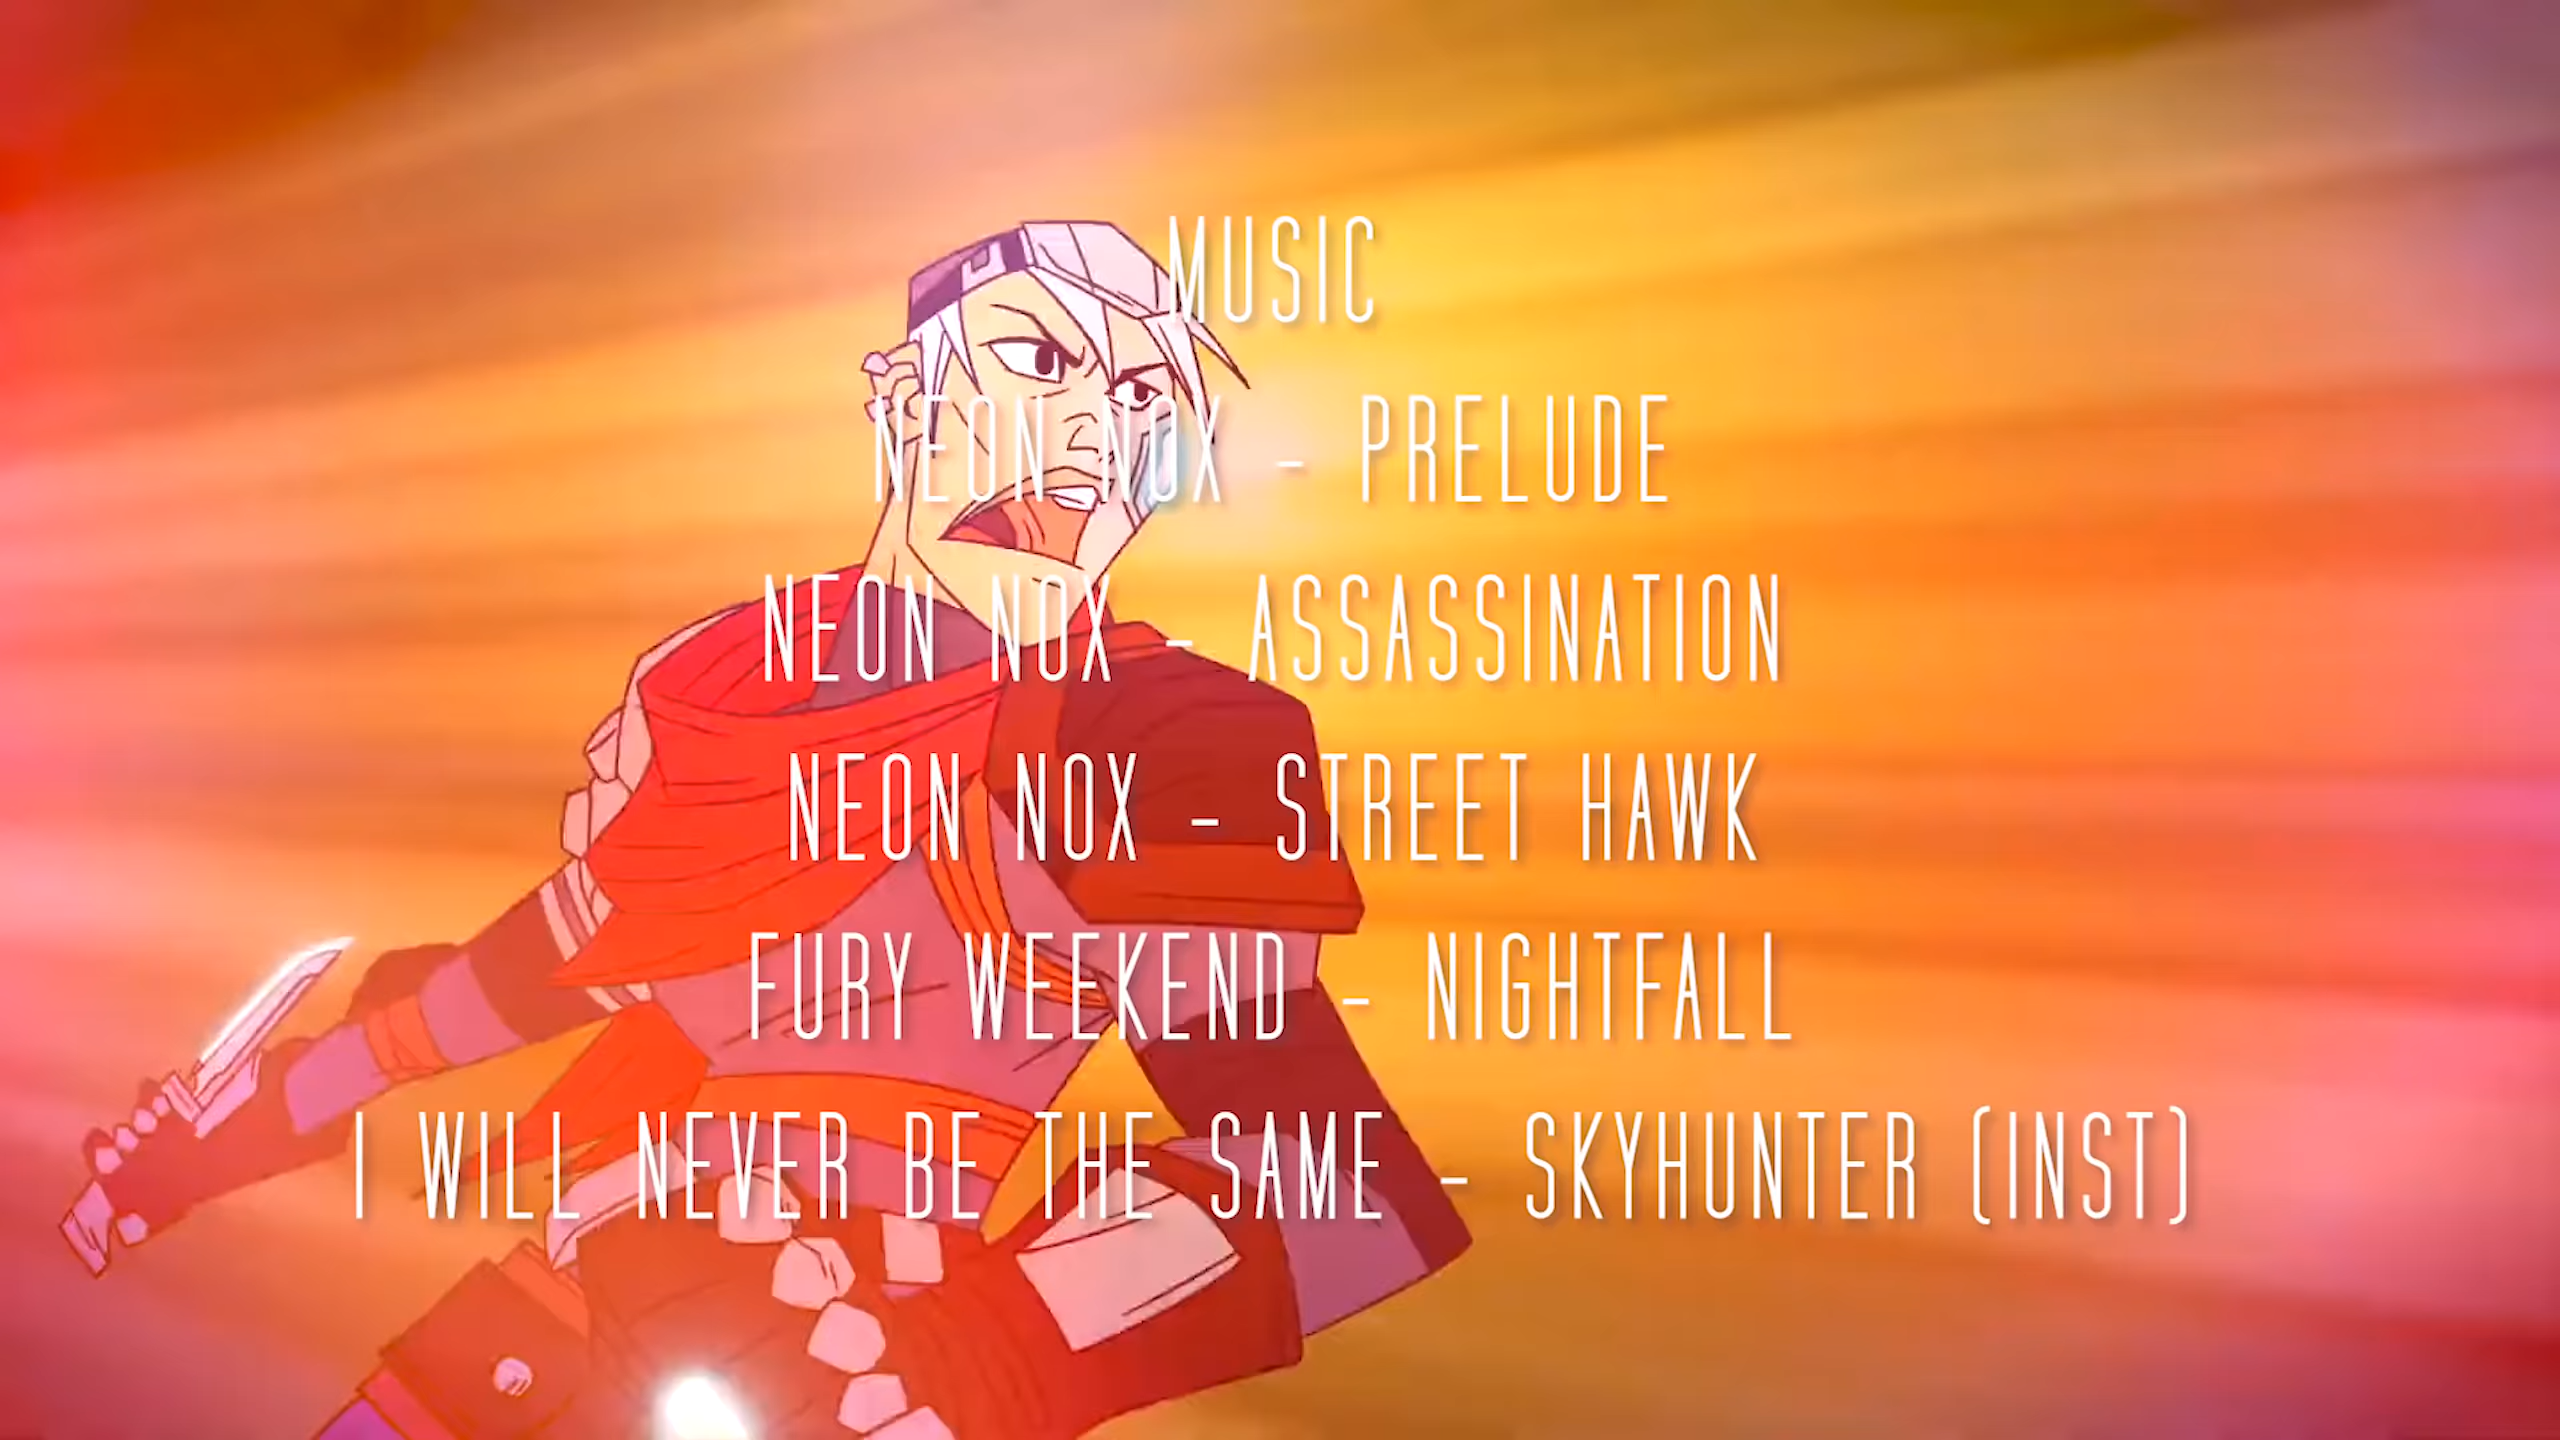 MUSIC
NEON NOX - PRELUDE
NEON NOX - ASSASSINATION
NEON NOX - STREET HAWK
FURY WEEKEND - NIGHTFALL
I WILL NEVER BE THE SAME - SKYHUNTER (INST)